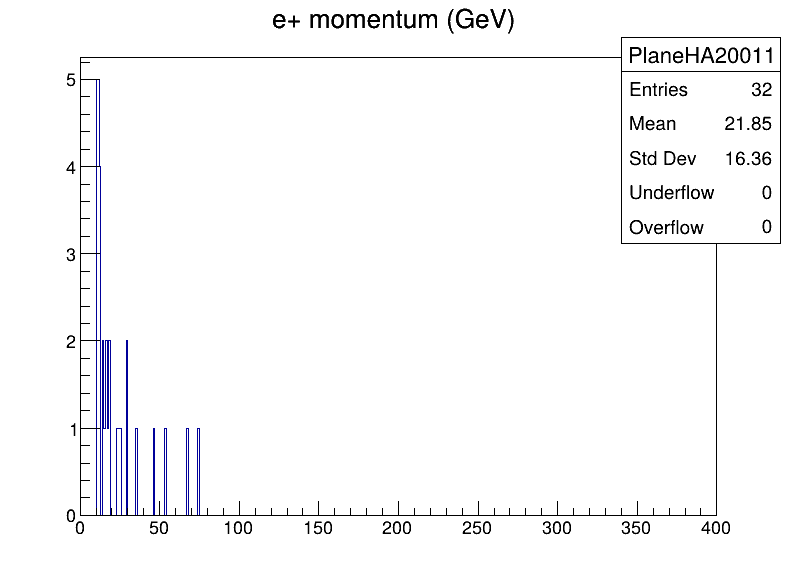 e+ momentum (GeV)
PlaneHA20011
Entries 32
Mean 21.85
Std Dev 16.36
Underflow 0
Overflow 0
5
4
3
2
1
0
0 50 100 150 200 250 300 350 400